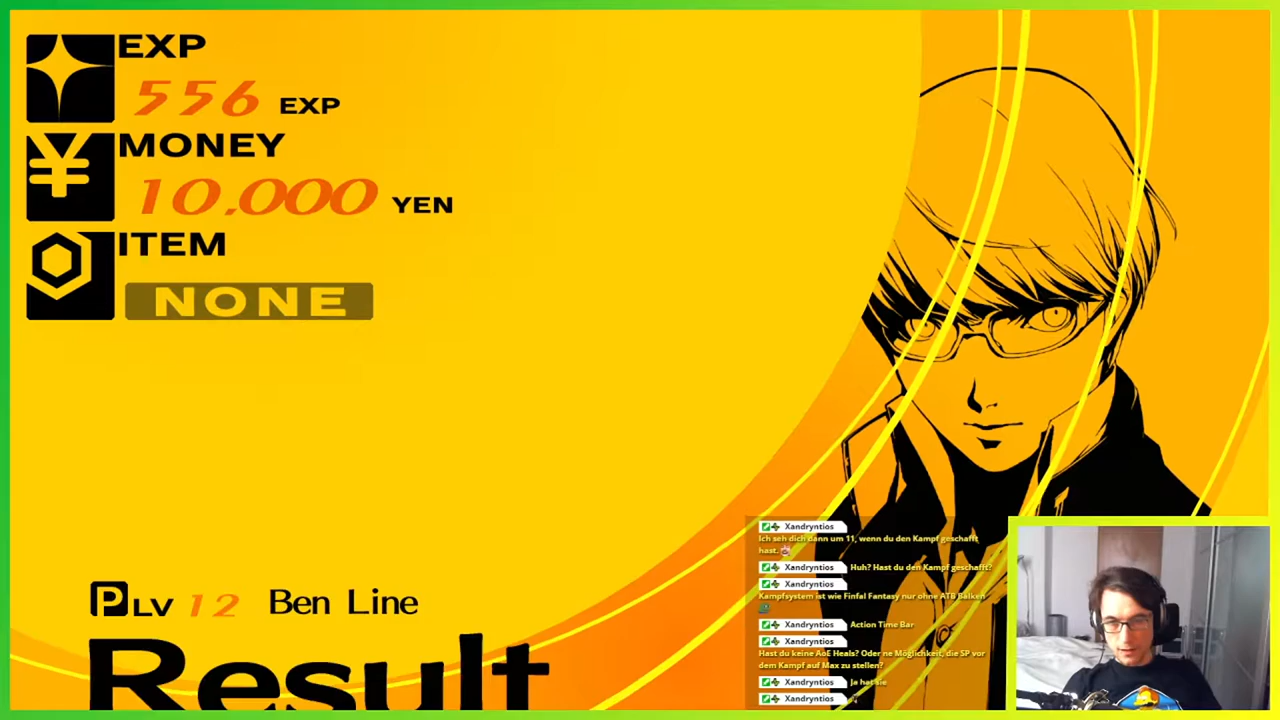 EXP
556 EXP
MONEY
10,000 YEN
ITEM
NONE
PLV 12 Ben Line
Result
Xandryntios
Ich seh dich dann um 11, wenn du den Kampf geschafft
hast.
Xandryntios Huh? Hast du den Kampf geschafft?
Xandryntios
Kampfsystem ist wie Finfal Fantasy nur ohne ATB Balken
Xandryntios Action Time Bar
Xandryntios
Hast du keine AoE Heals? Oder ne Möglichkeit, die SP vor
dem Kampf auf Max zu stellen?
Xandryntios Ja hat sie
Xandryntios